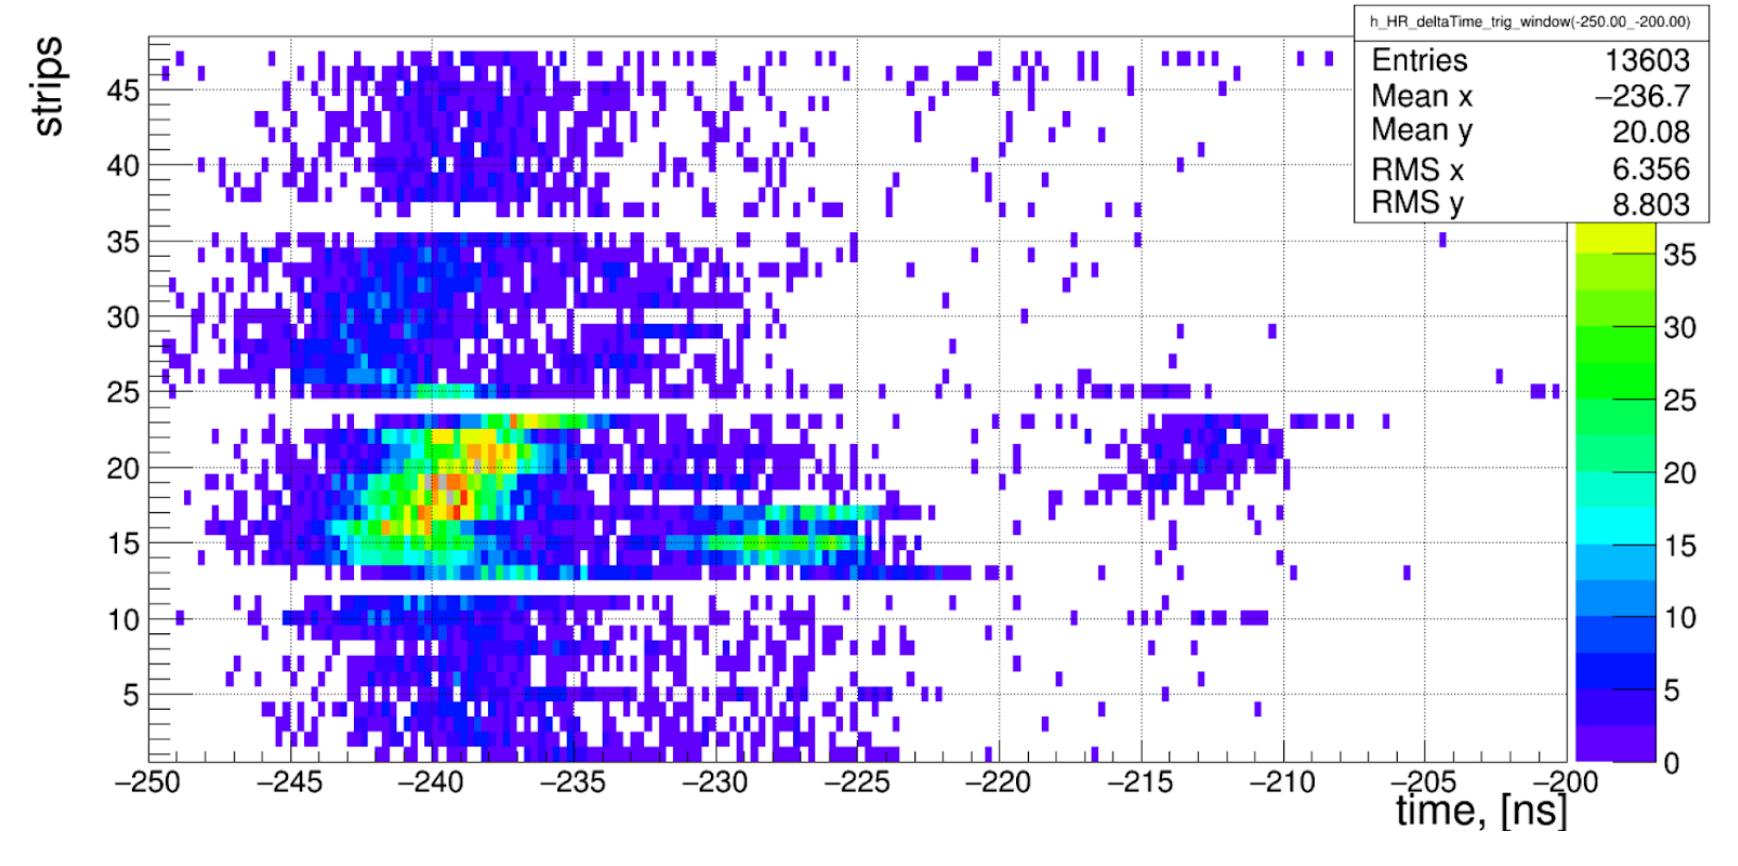 h_HR_deltaTime_trig_window(-250.00_-200.00)
Entries 13603
Mean x −236.7
Mean y 20.08
RMS x 6.356
RMS y 8.803
strips
45
40
35
30
25
20
15
10
5
35
30
25
20
15
10
5
0
−250 −245 −240 −235 −230 −225 −220 −215 −210 −205 −200
time, [ns]